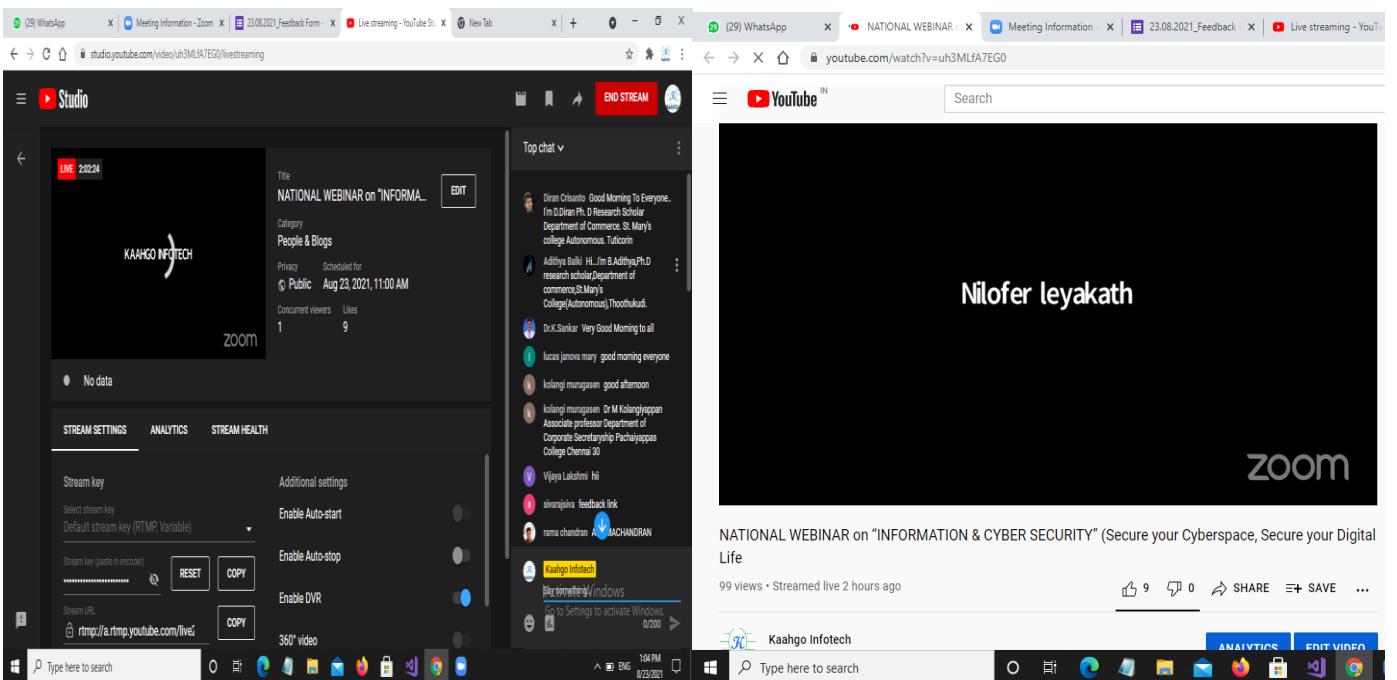 (29) WhatsApp
Meeting Information - Zoom
23.08.2021_Feedback Form -
Live streaming - YouTube Stu
New Tab
studio.youtube.com/video/uh3MLfA7EG0/livestreaming
Studio
END STREAM
LIVE 2:02:24
KAAHGO INFOTECH
zoom
Title
NATIONAL WEBINAR on “INFORMA...
EDIT
Category
People & Blogs
Privacy Scheduled for
Public Aug 23, 2021, 11:00 AM
Concurrent viewers Likes
1 9
No data
STREAM SETTINGS ANALYTICS STREAM HEALTH
Stream key
Select stream key
Default stream key (RTMP, Variable)
Stream key (paste in encoder)
RESET COPY
Stream URL
rtmp://a.rtmp.youtube.com/live2
COPY
Additional settings
Enable Auto-start
Enable Auto-stop
Enable DVR
360° video
Top chat
Diran Crisanto Good Morning To Everyone..
I'm D.Diran Ph. D Research Scholar
Department of Commerce. St. Mary's
college Autonomous. Tuticorin
Adithya Balki Hi...I'm B.Adithya,Ph.D
research scholar,Department of
commerce,St.Mary's
College(Autonomous),Thoothukudi.
Dr.K.Sankar Very Good Morning to all
lucas janova mary good morning everyone
kolangi murugasen good afternoon
kolangi murugasen Dr M Kolangiyappan
Associate professor Department of
Corporate Secretaryship Pachaiyappas
College Chennai 30
Vijaya Lakshmi hii
sivarajsiva feedback link
rama chandran MACHANDRAN
Kaahgo Infotech
Say something...
Activate Windows
Go to Settings to activate Windows.
0/200
Type here to search
ENG
1:04 PM
8/23/2021
(29) WhatsApp
NATIONAL WEBINAR
Meeting Information -
23.08.2021_Feedback
Live streaming - YouTu
youtube.com/watch?v=uh3MLfA7EG0
YouTube IN
Search
Nilofer leyakath
zoom
NATIONAL WEBINAR on “INFORMATION & CYBER SECURITY” (Secure your Cyberspace, Secure your Digital
Life
99 views • Streamed live 2 hours ago
9 0 SHARE SAVE
K
Kaahgo Infotech
ANALYTICS EDIT VIDEO
Type here to search